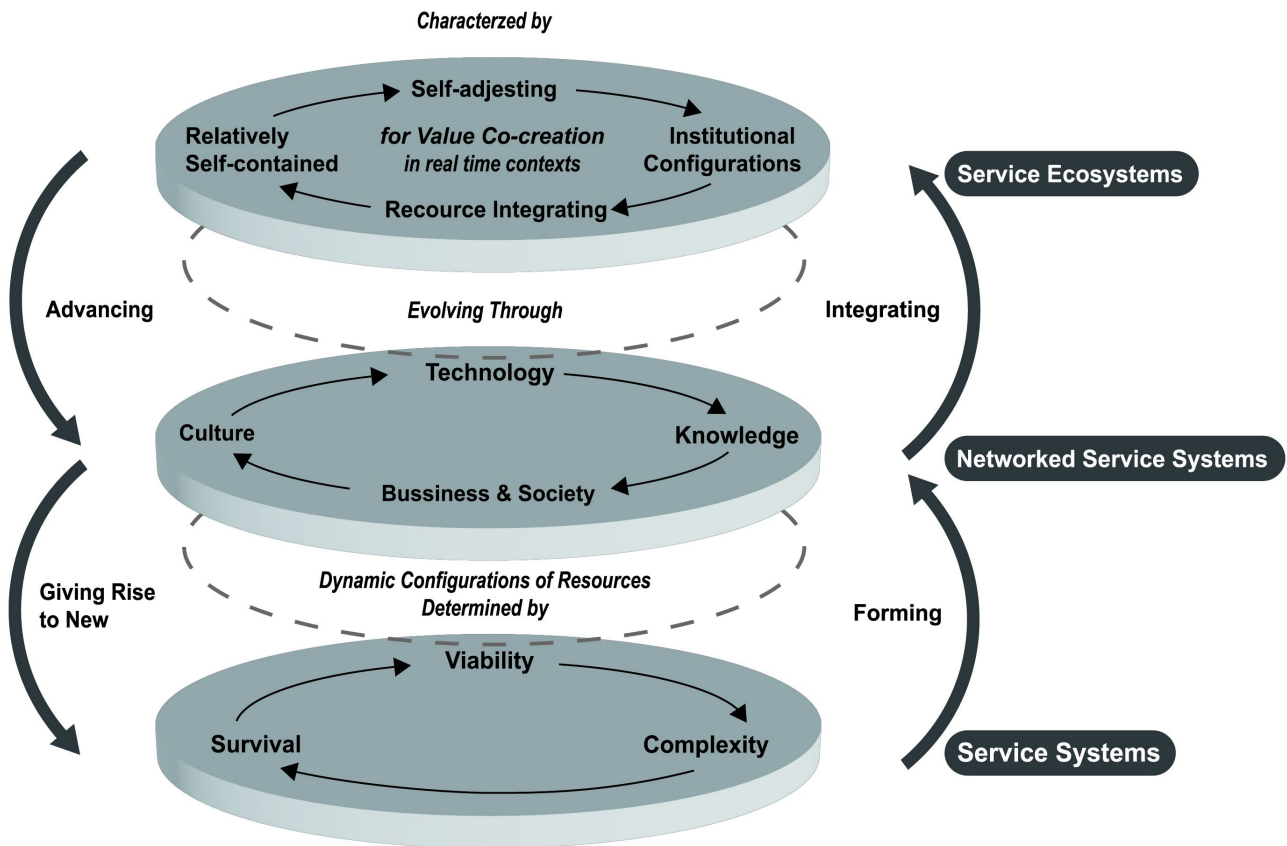 Characterzed by
Self-adjesting
Relatively
Self-contained
for Value Co-creation
in real time contexts
Institutional
Configurations
Recource Integrating
Service Ecosystems
Advancing
Evolving Through
Integrating
Technology
Culture
Knowledge
Bussiness & Society
Networked Service Systems
Giving Rise
to New
Dynamic Configurations of Resources
Determined by
Forming
Viability
Survival
Complexity
Service Systems